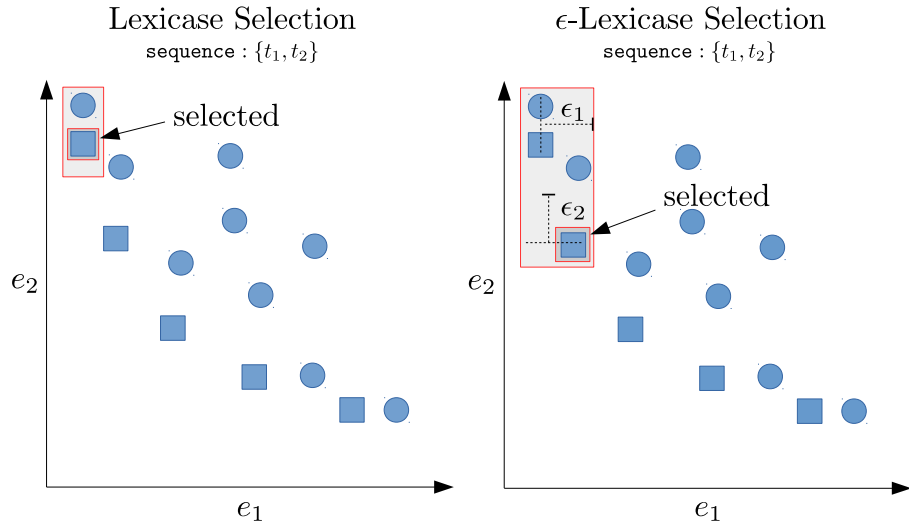 Lexicase Selection
sequence : {t₁, t₂}
selected
e₂
e₁
ϵ-Lexicase Selection
sequence : {t₁, t₂}
ϵ₁
selected
ϵ₂
e₂
e₁